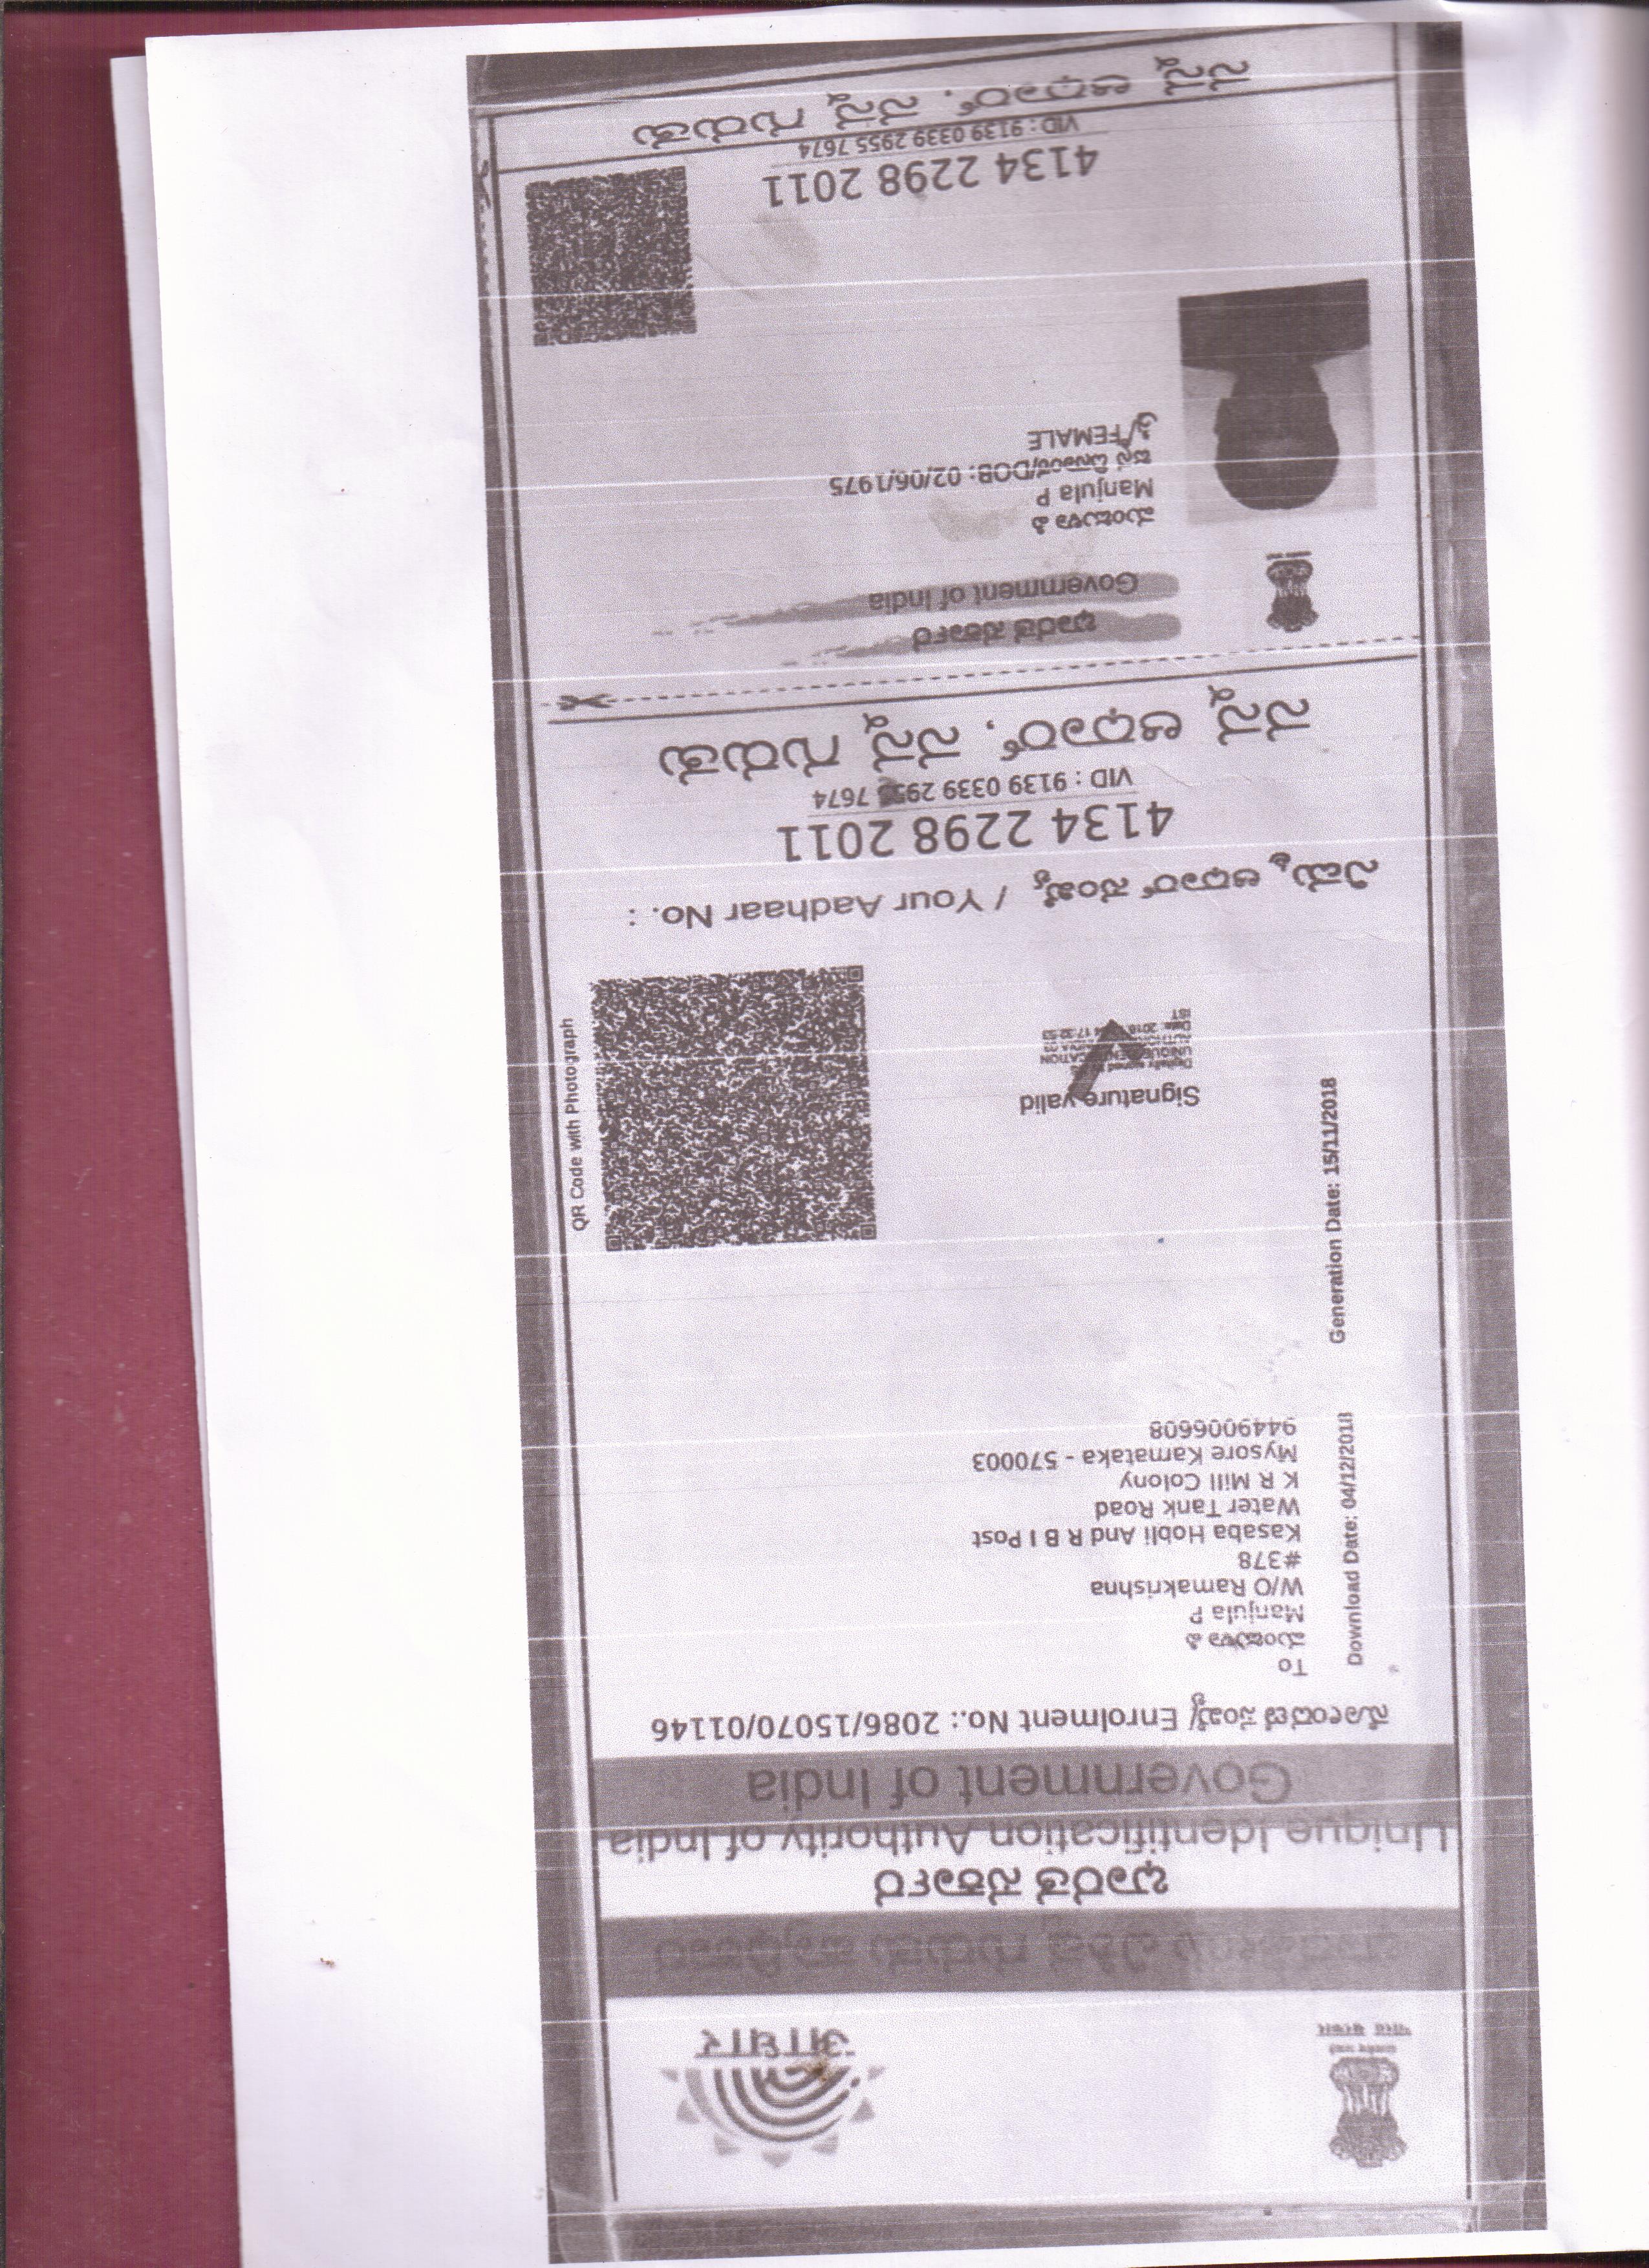 आधार
ಭಾರತ ಸರ್ಕಾರ
Unique Identification Authority of India
Government of India
ನೋಂದಣಿ ಸಂಖ್ಯೆ/ Enrolment No.: 2086/15070/01146
To
ಮಂಜುಳಾ ಪಿ
Manjula P
W/O Ramakrishna
#378
Kasaba Hobli And R B I Post
Water Tank Road
K R Mill Colony
Mysore Karnataka - 570003
9449006608
Download Date: 04/12/2018
Generation Date: 15/11/2018
Signature valid
QR Code with Photograph
ನಿಮ್ಮ ಆಧಾರ್ ಸಂಖ್ಯೆ / Your Aadhaar No. :
4134 2298 2011
VID : 9139 0339 2955 7674
ನನ್ನ ಆಧಾರ್, ನನ್ನ ಗುರುತು
ಭಾರತ ಸರ್ಕಾರ
Government of India
ಮಂಜುಳಾ ಪಿ
Manjula P
ಜನ್ಮ ದಿನಾಂಕ/DOB: 02/06/1975
ಸ್ತ್ರೀ/FEMALE
4134 2298 2011
VID : 9139 0339 2955 7674
ನನ್ನ ಆಧಾರ್, ನನ್ನ ಗುರುತು